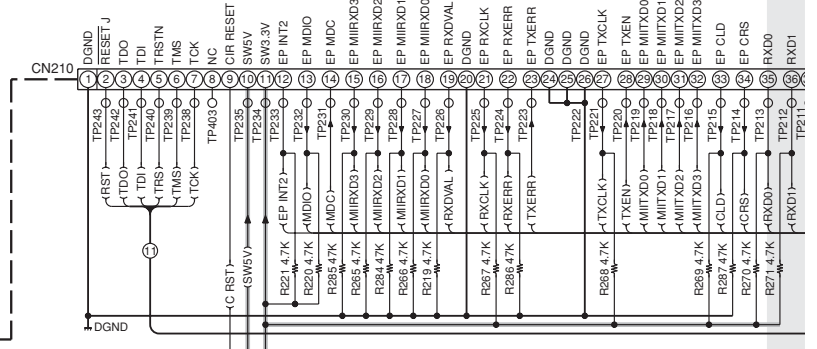 DGND
RESET J
TDO
TDI
TRSTN
TMS
TCK
NC
CIR RESET
SW5V
SW3.3V
EP INT2
EP MDIO
EP MDC
EP MIIRXD3
EP MIIRXD2
EP MIIRXD1
EP MIIRXD0
EP RXDVAL
DGND
EP RXCLK
EP RXERR
EP TXERR
DGND
DGND
DGND
EP TXCLK
EP TXEN
EP MIITXD0
EP MIITXD1
EP MIITXD2
EP MIITXD3
EP CLD
EP CRS
RXD0
RXD1
CN210
1 2 3 4 5 6 7 8 9 10 11 12 13 14 15 16 17 18 19 20 21 22 23 24 25 26 27 28 29 30 31 32 33 34 35 36
TP243
TP242
TP241
TP240
TP239
TP238
TP403
TP235
TP234
TP233
TP232
TP231
TP230
TP229
TP228
TP227
TP226
TP225
TP224
TP223
TP222
TP221
TP220
TP219
TP218
TP217
TP216
TP215
TP214
TP213
TP212
TP211
RST
TDO
TDI
TRS
TMS
TCK
EP INT2
MDIO
MDC
MIIRXD3
MIIRXD2
MIIRXD1
MIIRXD0
RXDVAL
RXCLK
RXERR
TXERR
TXCLK
TXEN
MIITXD0
MIITXD1
MIITXD2
MIITXD3
CLD
CRS
RXD0
RXD1
11
C RST
SW5V
R221 4.7K
R220 4.7K
R285 47K
R265 4.7K
R284 47K
R266 4.7K
R219 4.7K
R267 4.7K
R286 47K
R268 4.7K
R269 4.7K
R287 47K
R270 4.7K
R271 4.7K
DGND